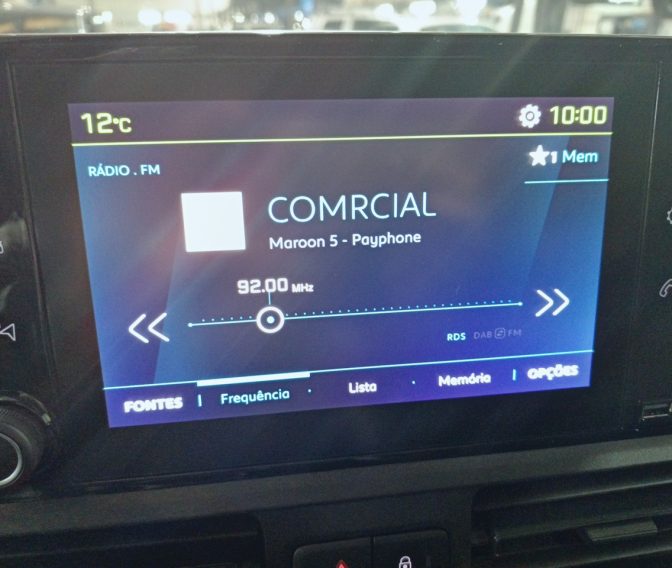 12°C 10:00
RÁDIO . FM 1 Mem
COMRCIAL
Maroon 5 - Payphone
92.00 MHz
RDS DAB FM
FONTES Frequência Lista Memória OPÇÕES